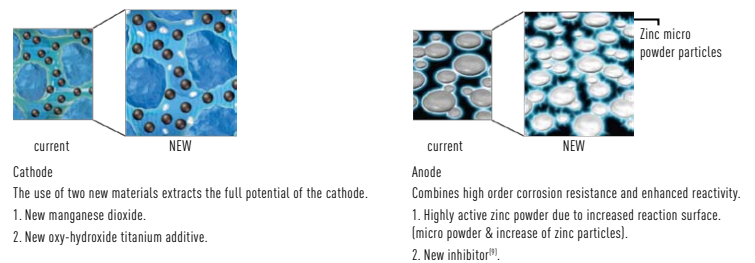 Zinc micro
powder particles
current
NEW
current
NEW
Cathode
The use of two new materials extracts the full potential of the cathode.
1. New manganese dioxide.
2. New oxy-hydroxide titanium additive.
Anode
Combines high order corrosion resistance and enhanced reactivity.
1. Highly active zinc powder due to increased reaction surface.
(micro powder & increase of zinc particles).
2. New inhibitor(9).